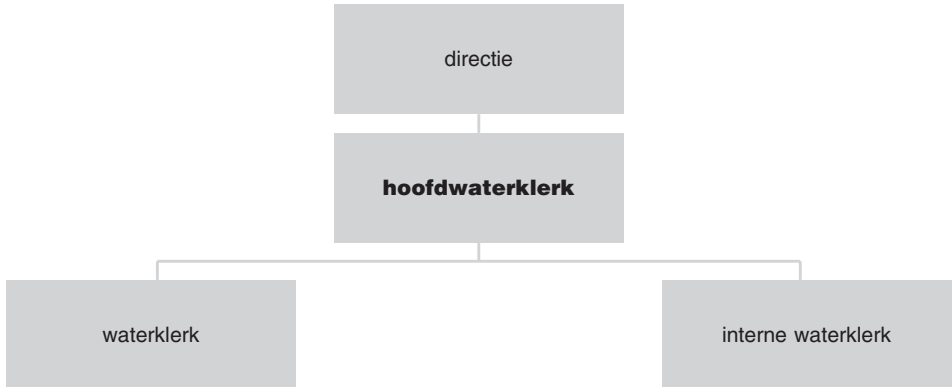 directie
hoofdwaterklerk
waterklerk
interne waterklerk